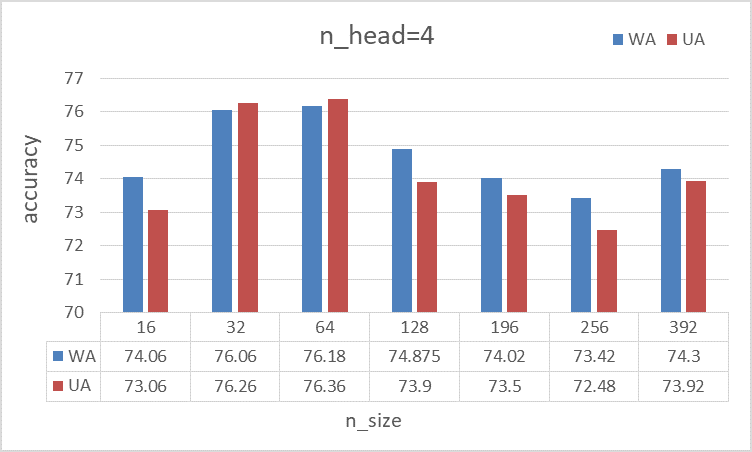 n_head=4
WA UA
77
76
75
74
73
72
71
70
accuracy
16 32 64 128 196 256 392
WA 74.06 76.06 76.18 74.875 74.02 73.42 74.3
UA 73.06 76.26 76.36 73.9 73.5 72.48 73.92
n_size